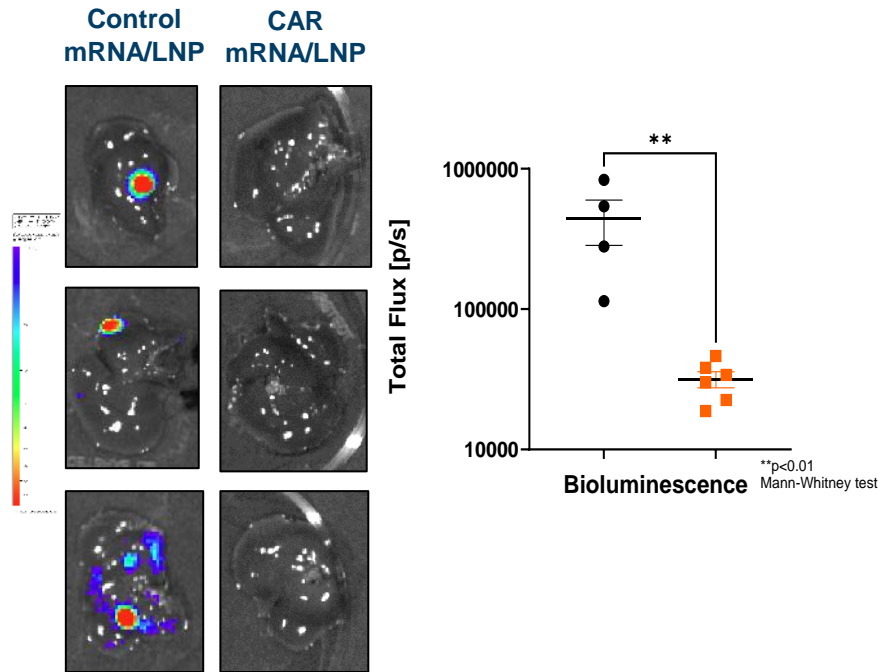 Control
mRNA/LNP
CAR
mRNA/LNP
Total Flux [p/s]
1000000
100000
10000
**
Bioluminescence
**p<0.01
Mann-Whitney test